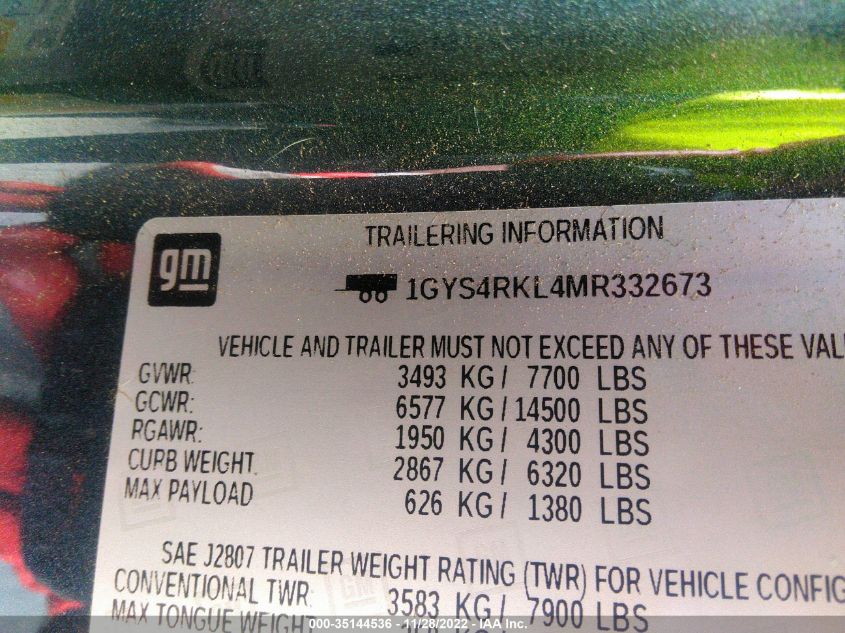 gm
TRAILERING INFORMATION
1GYS4RKL4MR332673
VEHICLE AND TRAILER MUST NOT EXCEED ANY OF THESE VAL
GVWR: 3493 KG/ 7700 LBS
GCWR: 6577 KG/ 14500 LBS
RGAWR: 1950 KG/ 4300 LBS
CURB WEIGHT. 2867 KG/ 6320 LBS
MAX PAYLOAD 626 KG/ 1380 LBS
SAE J2807 TRAILER WEIGHT RATING (TWR) FOR VEHICLE CONFIG
CONVENTIONAL TWR: 3583 KG/ 7900 LBS
MAX TONGUE WEIGHT
000-35144536 - 11/28/2022 - IAA, Inc.